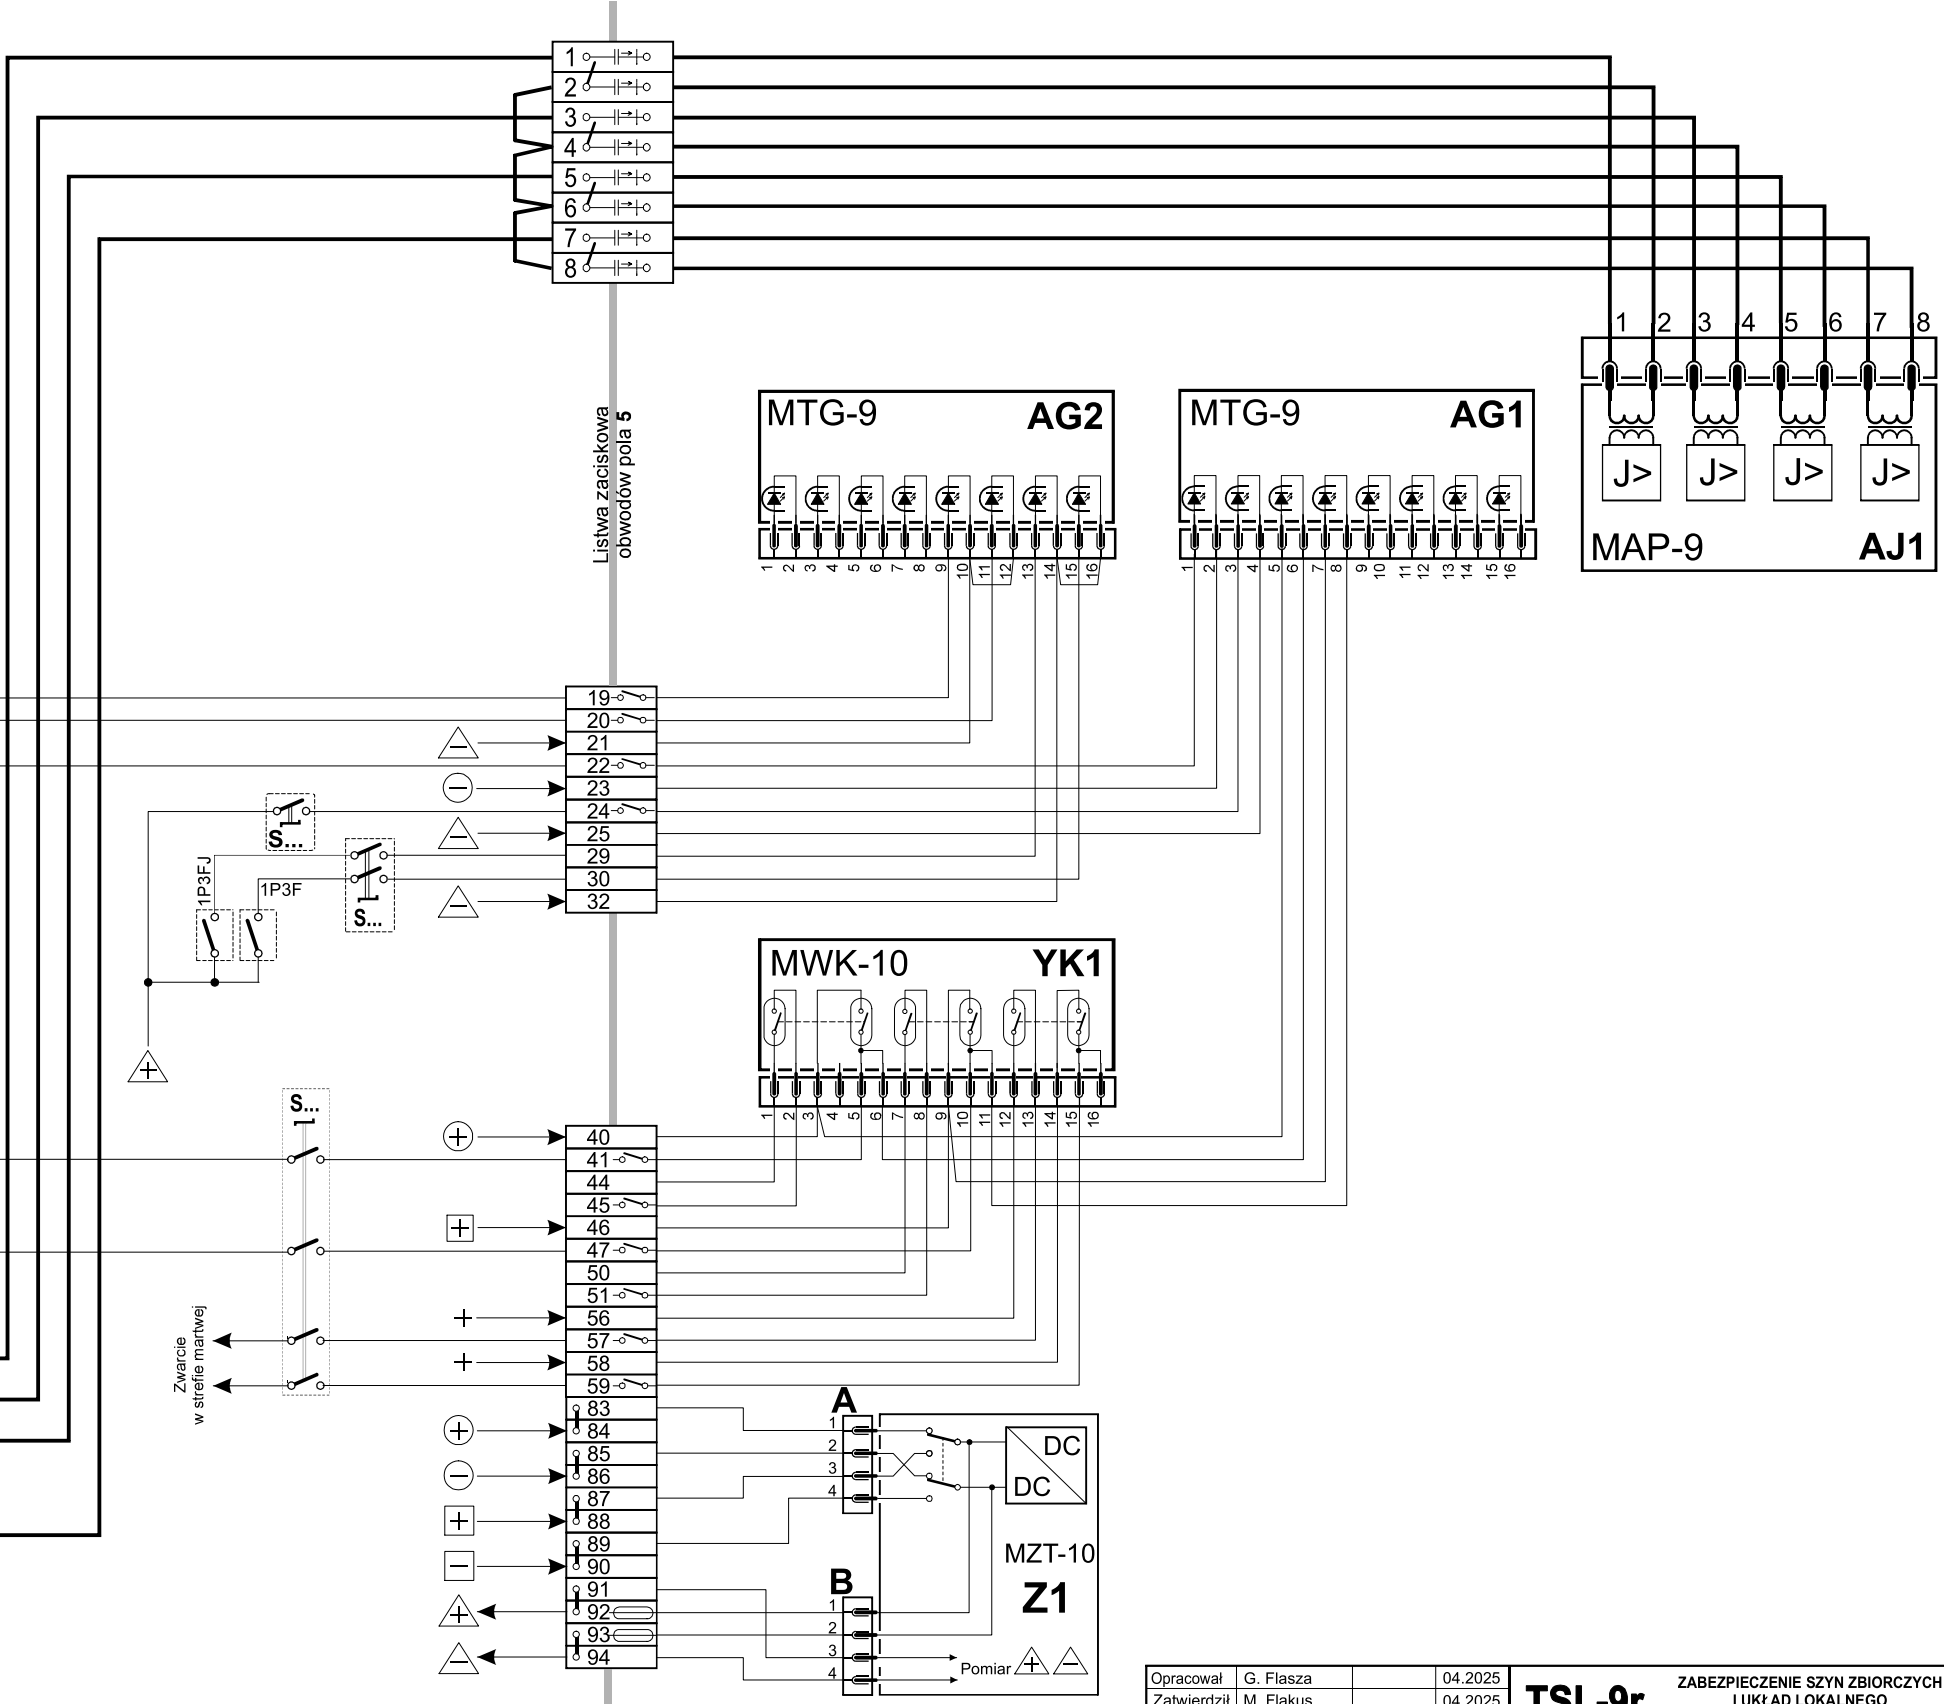 1
2
3
4
5
6
7
8
1 2 3 4 5 6 7 8
J> J> J> J>
MAP-9 AJ1
Listwa zaciskowa
obwodów pola 5
MTG-9 AG2
1 2 3 4 5 6 7 8 9 10 11 12 13 14 15 16
MTG-9 AG1
1 2 3 4 5 6 7 8 9 10 11 12 13 14 15 16
19
20
− 21
22
− 23
24
− 25
29
30
− 32
S...
S...
1P3FJ
1P3F
+
MWK-10 YK1
1 2 3 4 5 6 7 8 9 10 11 12 13 14 15 16
S...
+ 40
41
44
45
+ 46
47
50
51
+ 56
57
+ 58
59
83
+ 84
85
− 86
87
+ 88
89
− 90
91
+ 92
93
− 94
Zwarcie
w strefie martwej
A
1
2
3
4
B
1
2
3
4
DC
DC
MZT-10
Z1
Pomiar + −
Opracował G. Flasza 04.2025
Zatwierdził M. Flakus 04.2025
TSL-9r
ZABEZPIECZENIE SZYN ZBIORCZYCH
I UKŁAD LOKALNEGO